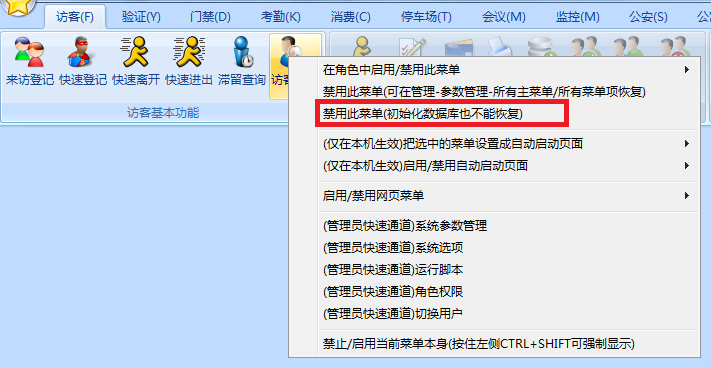 访客(F) 验证(Y) 门禁(D) 考勤(K) 消费(C) 停车场(T) 会议(M) 监控(M) 公安(S)
来访登记 快速登记 快速离开 快速进出 滞留查询
访客基本功能
在角色中启用/禁用此菜单
禁用此菜单(可在管理-参数管理-所有主菜单/所有菜单项恢复)
禁用此菜单(初始化数据库也不能恢复)
(仅在本机生效)把选中的菜单设置成自动启动页面
(仅在本机生效)启用/禁用自动启动页面
启用/禁用网页菜单
(管理员快速通道)系统参数管理
(管理员快速通道)系统选项
(管理员快速通道)运行脚本
(管理员快速通道)角色权限
(管理员快速通道)切换用户
禁止/启用当前菜单本身(按住左侧CTRL+SHIFT可强制显示)